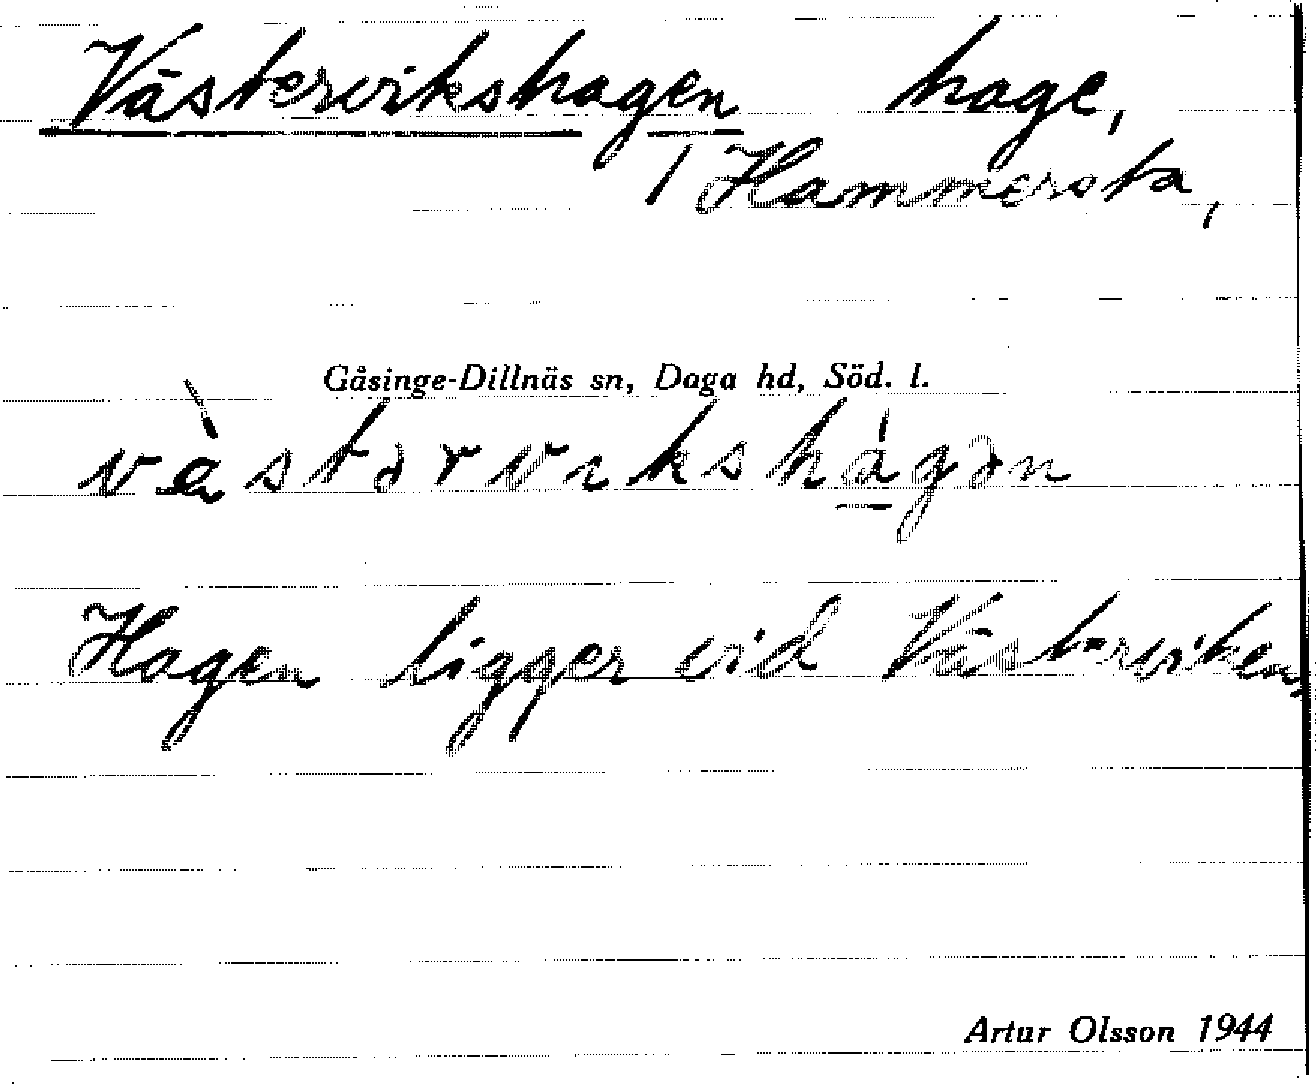 Västervikshagen hage,
/ Hammersta,
Gåsinge-Dillnäs sn, Daga hd, Söd. l.
Hagen ligger vid Västerviken.
Artur Olsson 1944